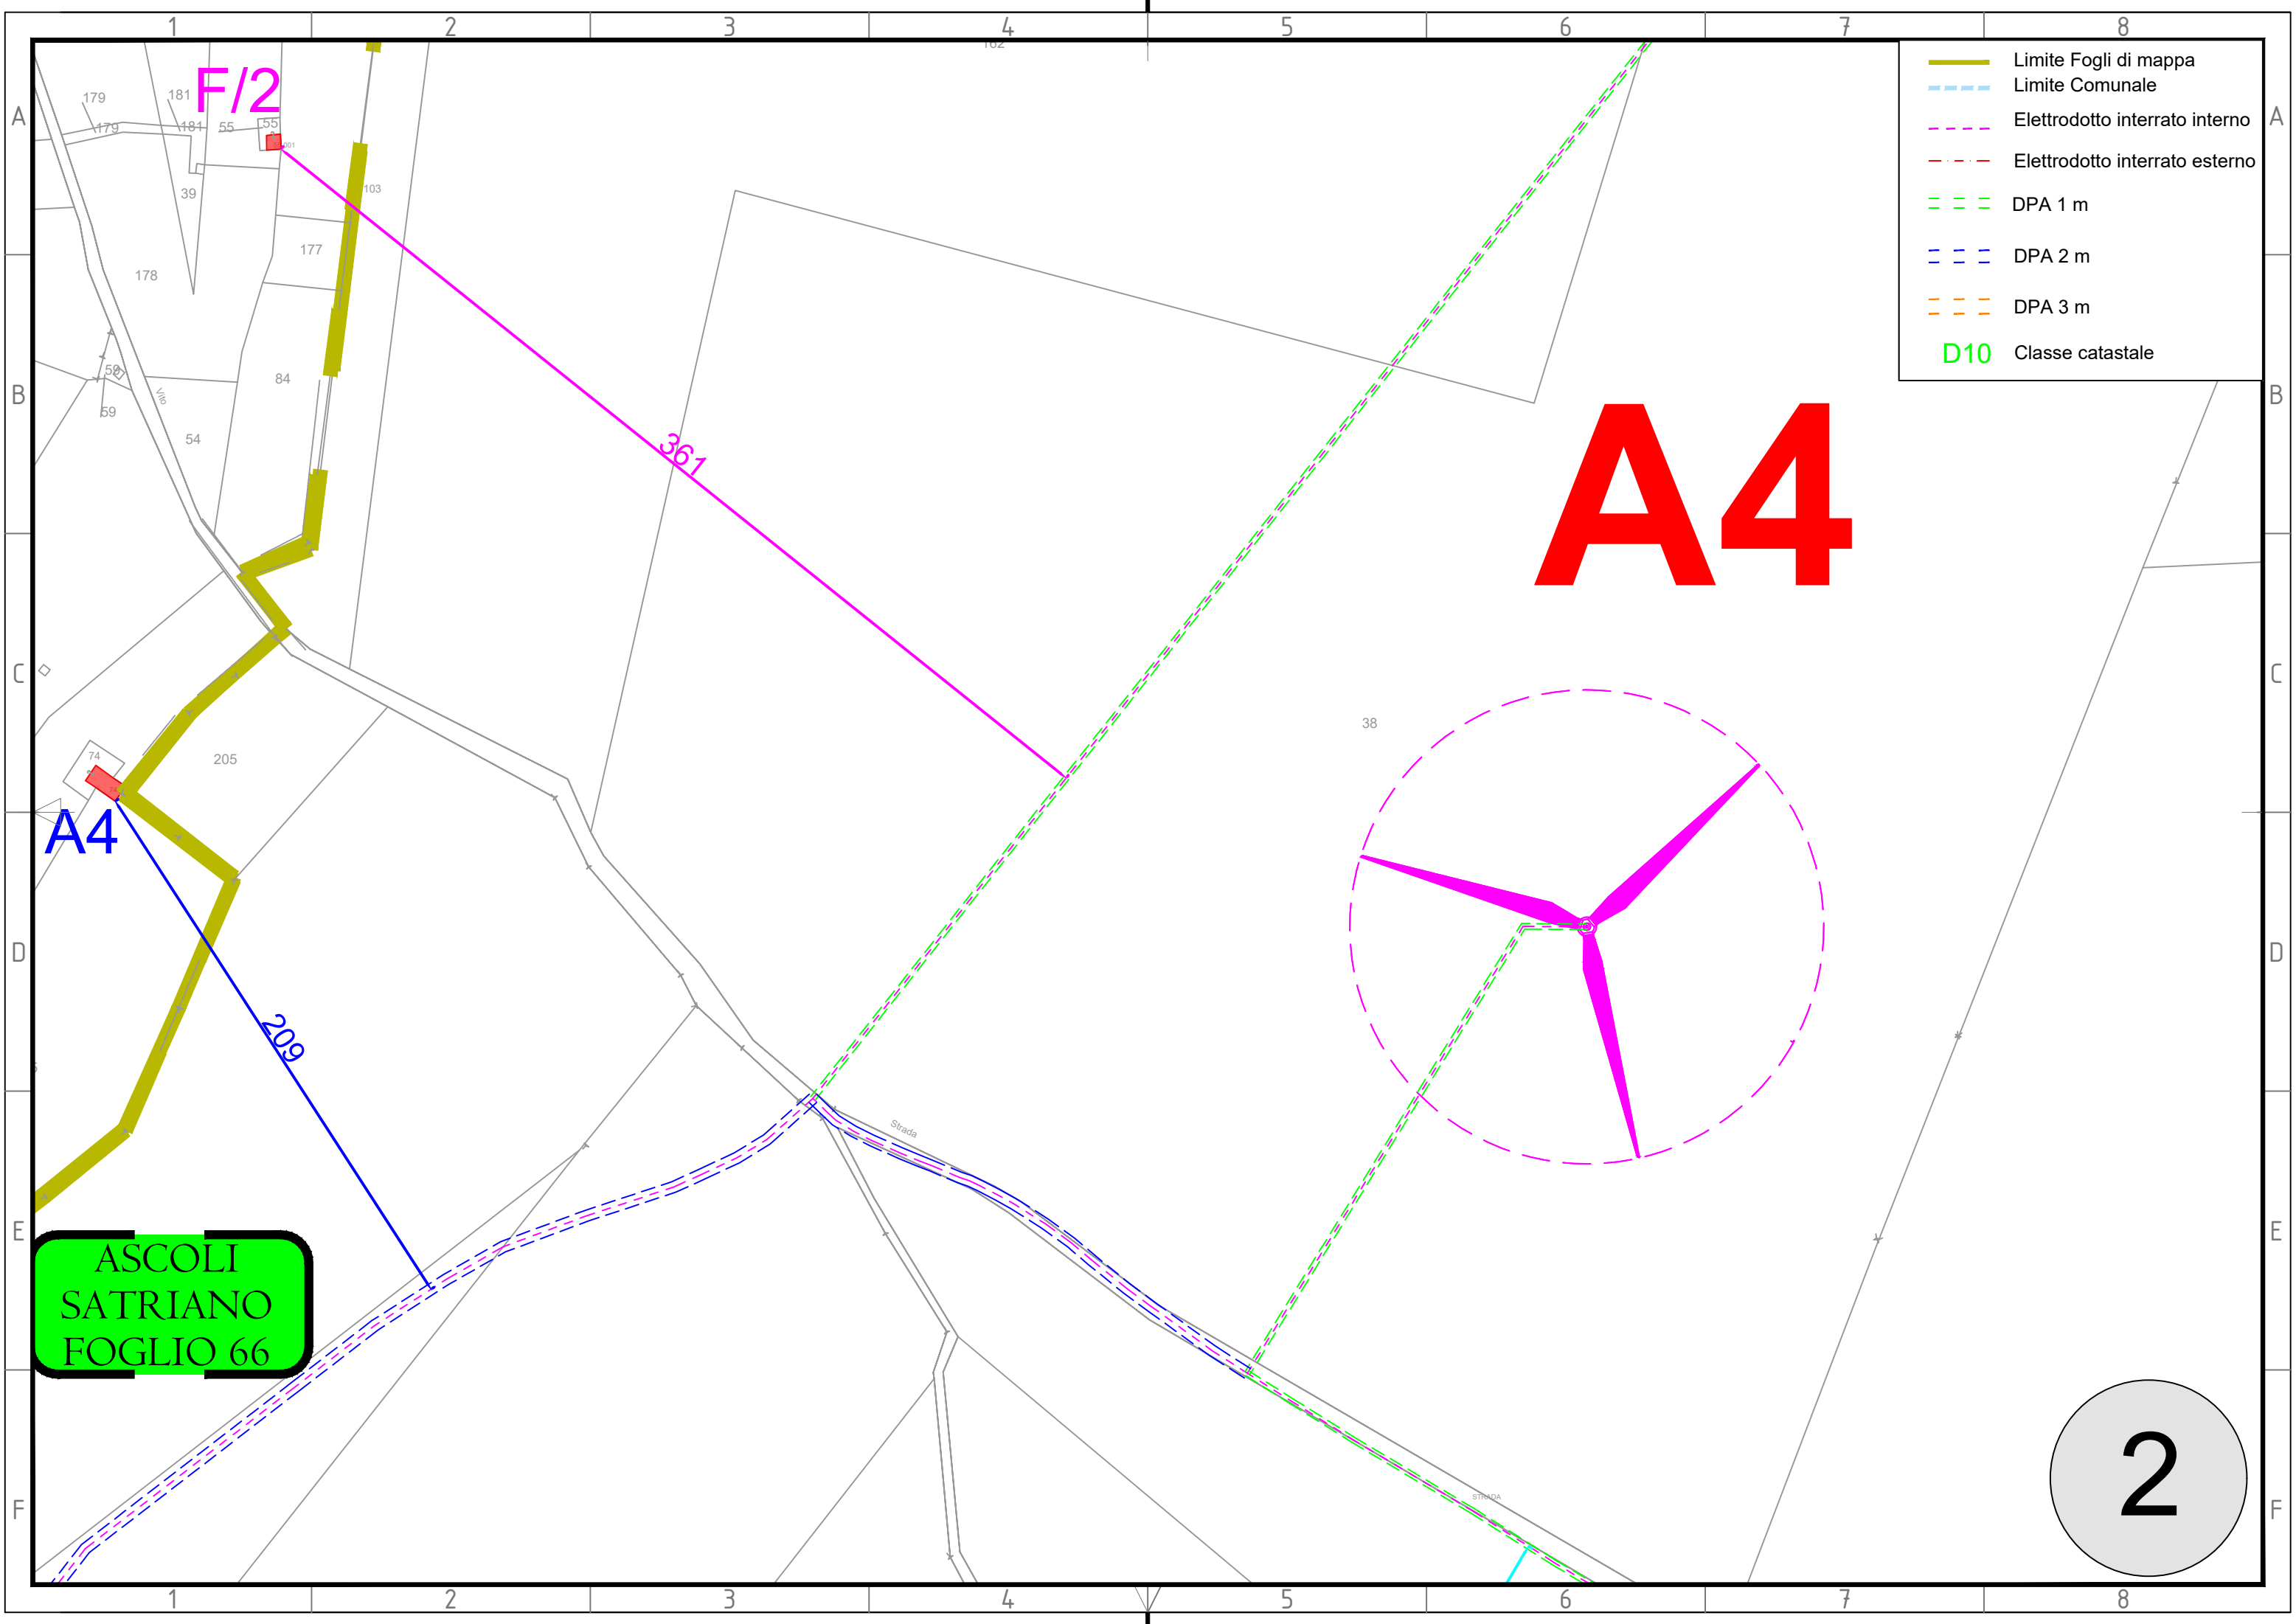 1 2 3 4 5 6 7 8
A
B
C
D
E
F
162
F/2
179
181
179
181
55
55
39
103
177
178
84
59
59
Vito
54
361
Limite Fogli di mappa
Limite Comunale
Elettrodotto interrato interno
Elettrodotto interrato esterno
DPA 1 m
DPA 2 m
DPA 3 m
D10 Classe catastale
A4
38
74
205
A4
209
Strada
ASCOLI
SATRIANO
FOGLIO 66
STRADA
2
A
B
C
D
E
F
1 2 3 4 5 6 7 8